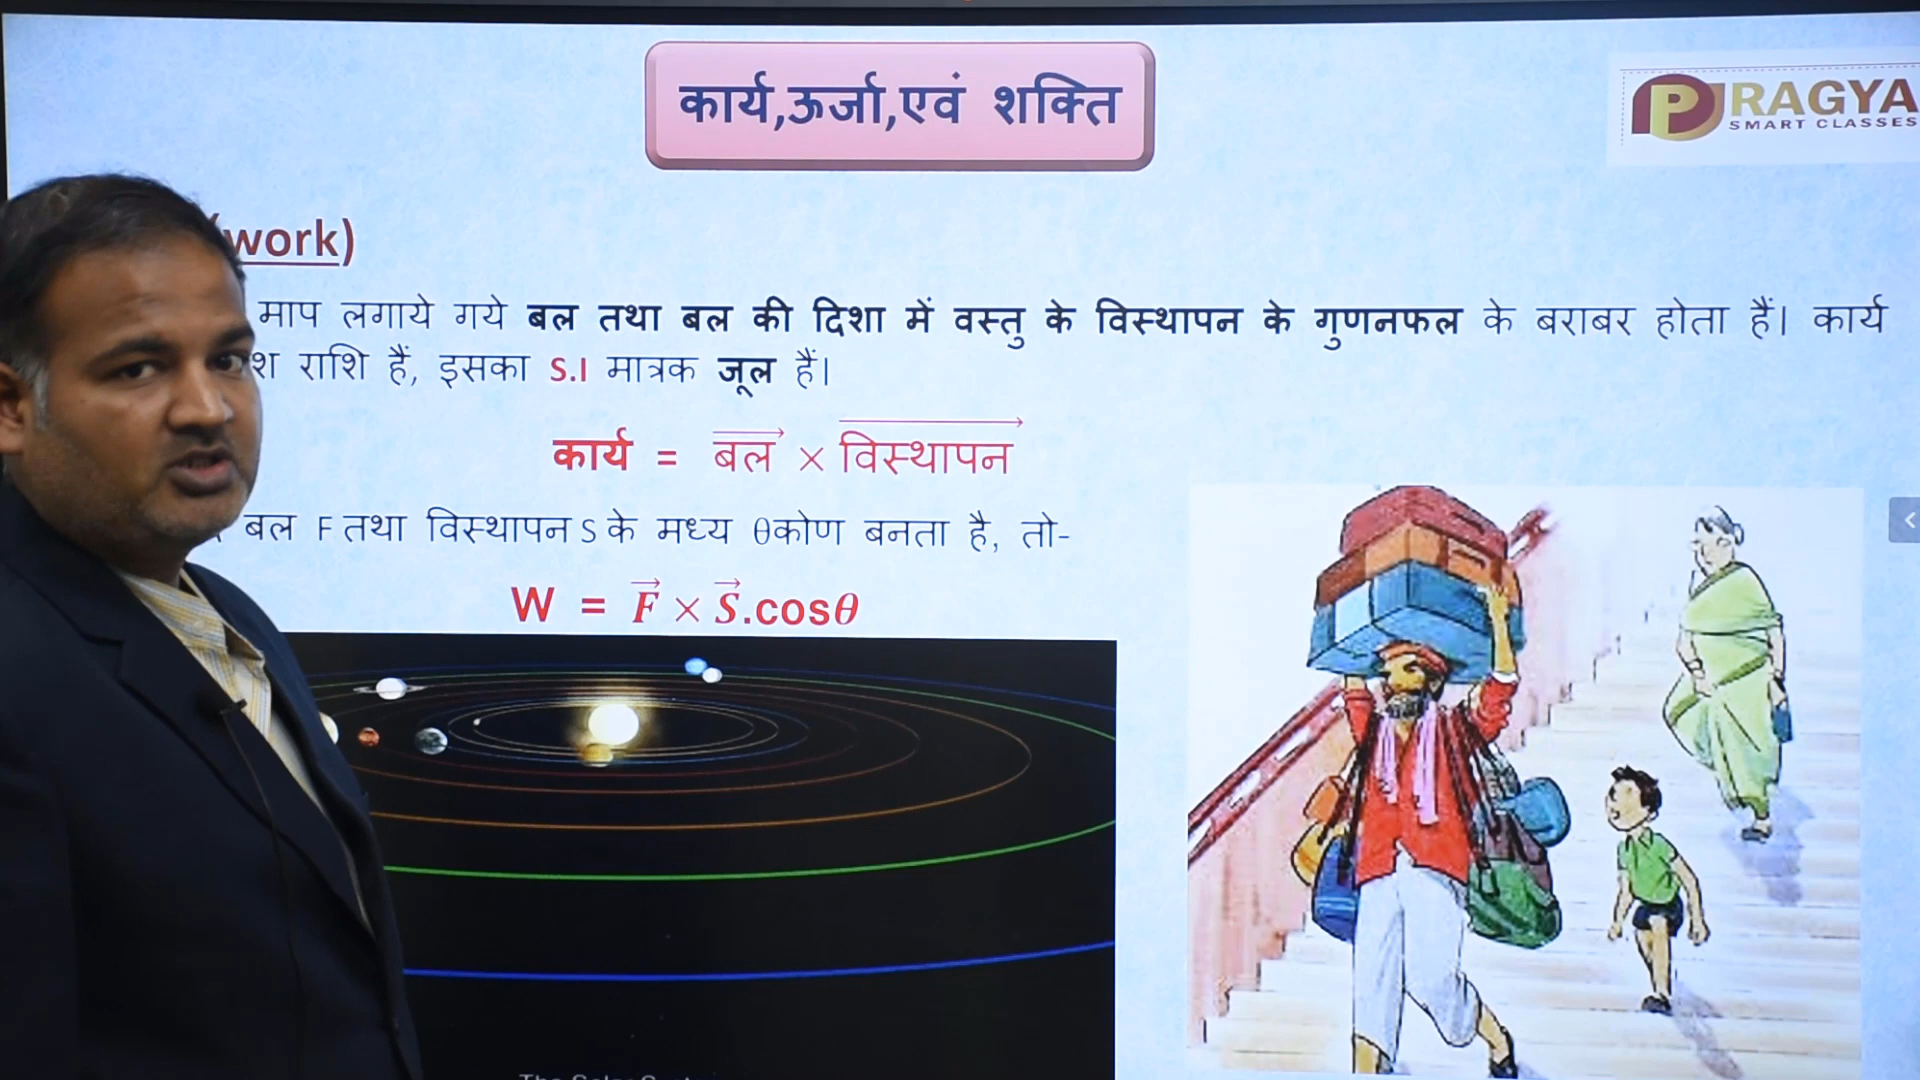 कार्य,ऊर्जा,एवं शक्ति
PRAGYA
SMART CLASSES
(work)
माप लगाये गये बल तथा बल की दिशा में वस्तु के विस्थापन के गुणनफल के बराबर होता हैं। कार्य
राशि हैं, इसका S.I मात्रक जूल हैं।
कार्य = बल × विस्थापन
बल F तथा विस्थापन S के मध्य θकोण बनता है, तो-
W = F × S.cosθ